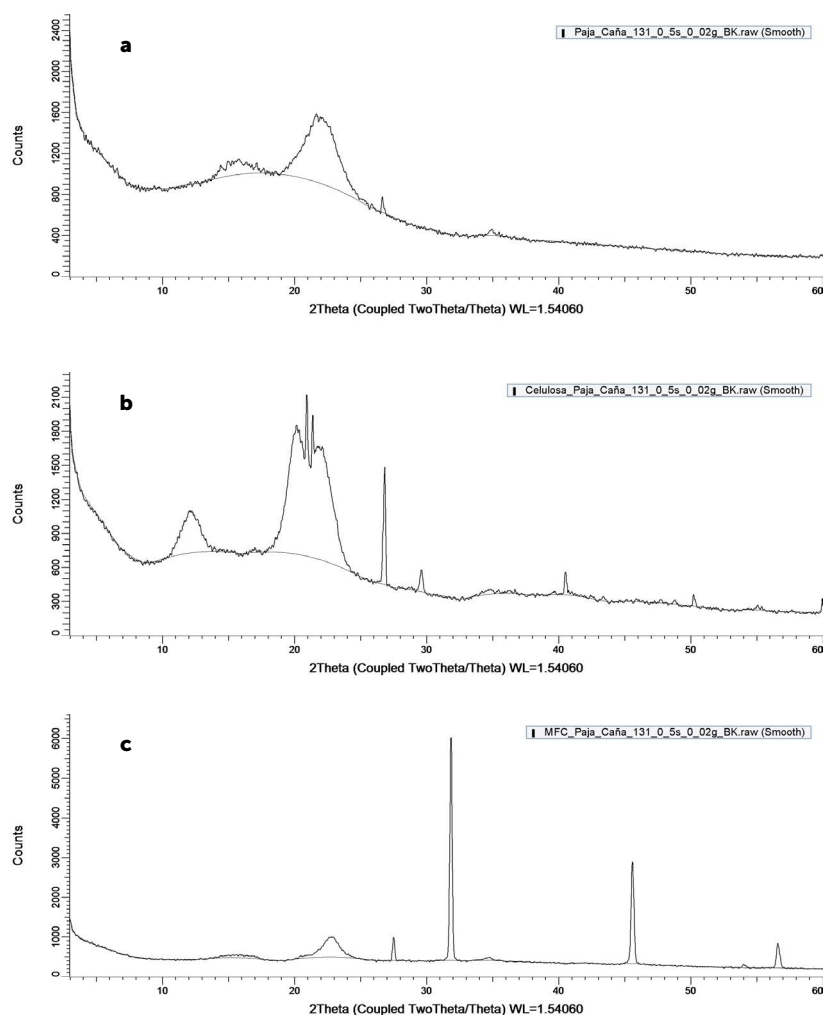 a
Paja_Caña_131_0_5s_0_02g_BK.raw (Smooth)
Counts
2400
2000
1600
1200
800
400
0
10 20 30 40 50 60
2Theta (Coupled TwoTheta/Theta) WL=1.54060
b
Celulosa_Paja_Caña_131_0_5s_0_02g_BK.raw (Smooth)
Counts
2100
1800
1500
1200
900
600
300
0
10 20 30 40 50 60
2Theta (Coupled TwoTheta/Theta) WL=1.54060
c
MFC_Paja_Caña_131_0_5s_0_02g_BK.raw (Smooth)
Counts
6000
5000
4000
3000
2000
1000
0
10 20 30 40 50 60
2Theta (Coupled TwoTheta/Theta) WL=1.54060